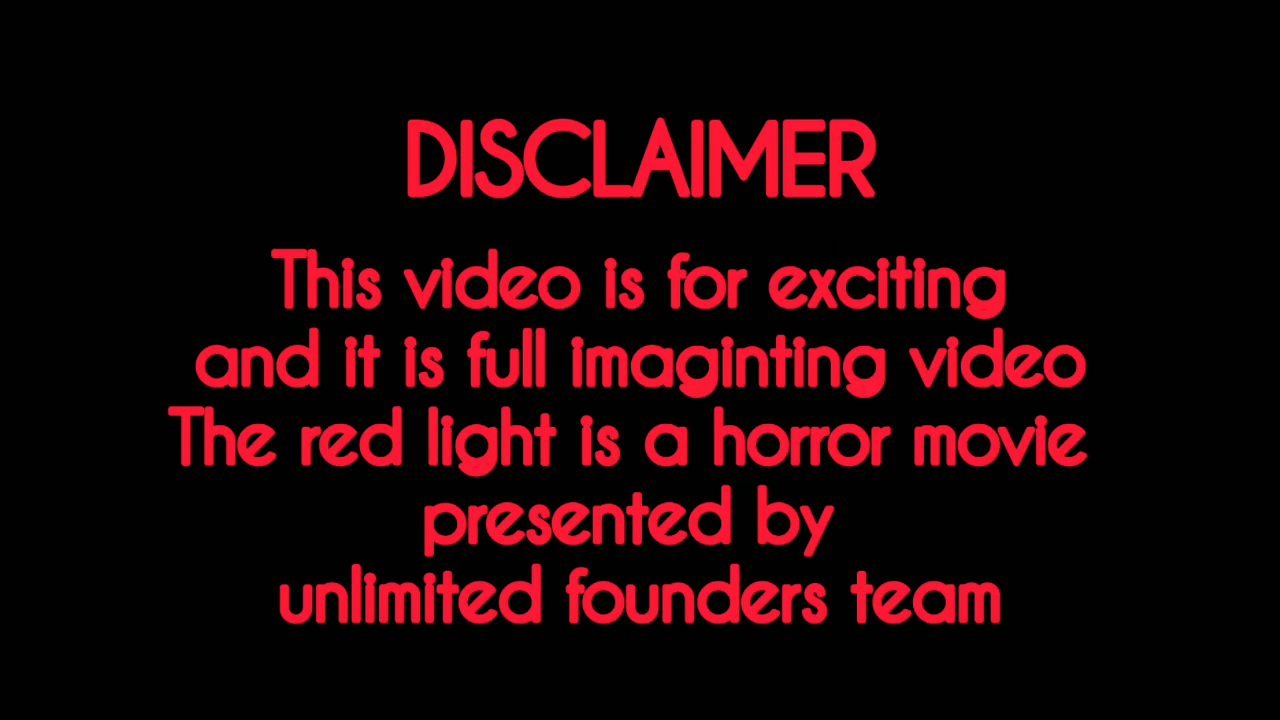 DISCLAIMER
This video is for exciting
and it is full imaginting video
The red light is a horror movie
presented by
unlimited founders team